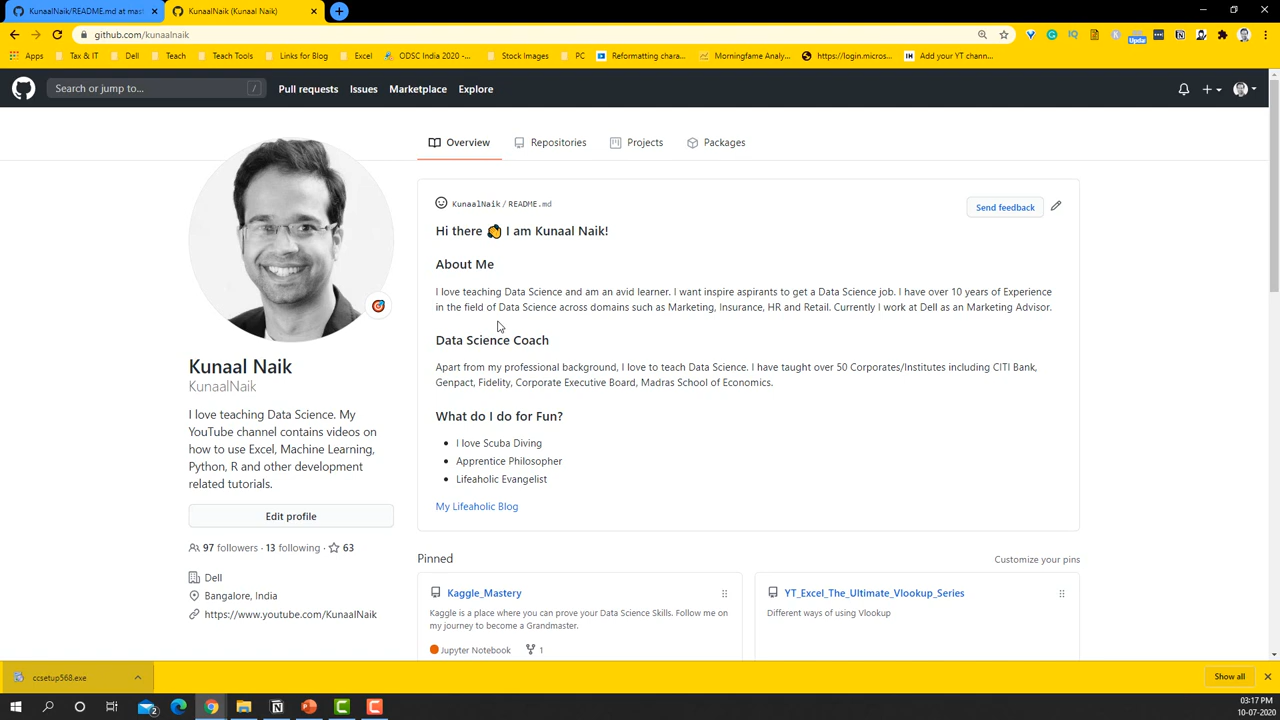 KunaalNaik/README.md at mas
KunaalNaik (Kunaal Naik)
github.com/kunaalnaik
Apps
Tax & IT
Dell
Teach
Teach Tools
Links for Blog
Excel
ODSC India 2020 -...
Stock Images
PC
Reformatting chara...
Morningfame Analy...
https://login.micros...
Add your YT chann...
Search or jump to...
/
Pull requests
Issues
Marketplace
Explore
Overview
Repositories
Projects
Packages
KunaalNaik / README.md
Send feedback
Hi there 👋 I am Kunaal Naik!
About Me
I love teaching Data Science and am an avid learner. I want inspire aspirants to get a Data Science job. I have over 10 years of Experience
in the field of Data Science across domains such as Marketing, Insurance, HR and Retail. Currently I work at Dell as an Marketing Advisor.
Data Science Coach
Apart from my professional background, I love to teach Data Science. I have taught over 50 Corporates/Institutes including CITI Bank,
Genpact, Fidelity, Corporate Executive Board, Madras School of Economics.
What do I do for Fun?
• I love Scuba Diving
• Apprentice Philosopher
• Lifeaholic Evangelist
My Lifeaholic Blog
Kunaal Naik
KunaalNaik
I love teaching Data Science. My
YouTube channel contains videos on
how to use Excel, Machine Learning,
Python, R and other development
related tutorials.
Edit profile
97 followers · 13 following · 63
Dell
Bangalore, India
https://www.youtube.com/KunaalNaik
Pinned
Customize your pins
Kaggle_Mastery
Kaggle is a place where you can prove your Data Science Skills. Follow me on
my journey to become a Grandmaster.
Jupyter Notebook
1
YT_Excel_The_Ultimate_Vlookup_Series
Different ways of using Vlookup
ccsetup568.exe
Show all
03:17 PM
10-07-2020